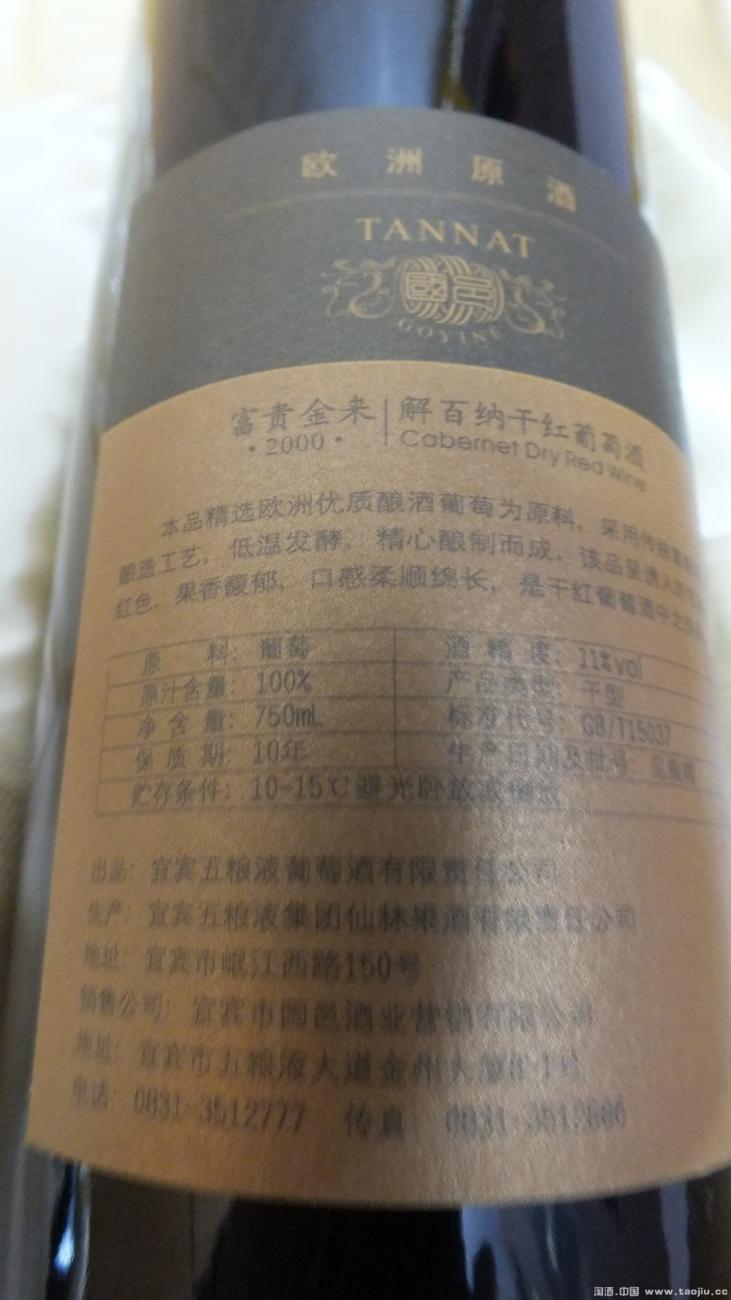 欧洲原酒
TANNAT
國邑
GOYINE
富贵金来
·2000·
解百纳干红葡萄酒
Cabernet Dry Red Wine
本品精选欧洲优质酿酒葡萄为原料，采用传统
酿造工艺，低温发酵，精心酿制而成。该品呈诱人的
红色，果香馥郁，口感柔顺绵长，是干红葡萄酒中之
原料：葡萄 酒精度：11%vol
原汁含量：100% 产品类型：干型
净含量：750mL 标准代号：GB/T15037
保质期：10年 生产日期及批号：见
贮存条件：10-15℃避光卧放或倒放
出品：宜宾五粮液葡萄酒有限责任公司
生产：宜宾五粮液集团仙林果酒有限责任公司
地址：宜宾市岷江西路150号
销售公司：宜宾市国邑酒业营销有限公司
地址：宜宾市五粮液大道金州大厦
电话：0831-3512777 传真：0831-
淘酒.中国 www.taojiu.cc